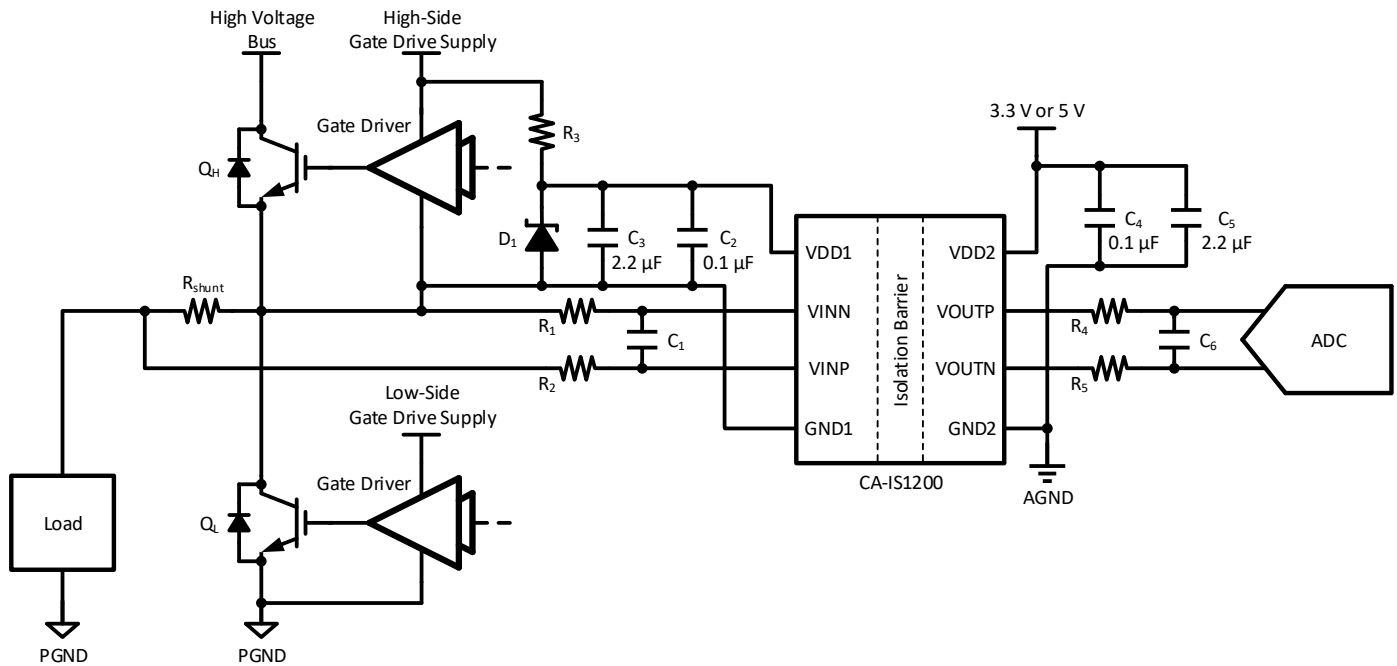 High Voltage
Bus
High-Side
Gate Drive Supply
Gate Driver
R₃
3.3 V or 5 V
Q_H
D₁
C₃
2.2 µF
C₂
0.1 µF
C₄
0.1 µF
C₅
2.2 µF
VDD1
VDD2
R_shunt
R₁
C₁
VINN
VOUTP
R₄
C₆
ADC
Isolation Barrier
R₂
VINP
VOUTN
R₅
Low-Side
Gate Drive Supply
GND1
GND2
CA-IS1200
AGND
Gate Driver
Q_L
Load
PGND
PGND